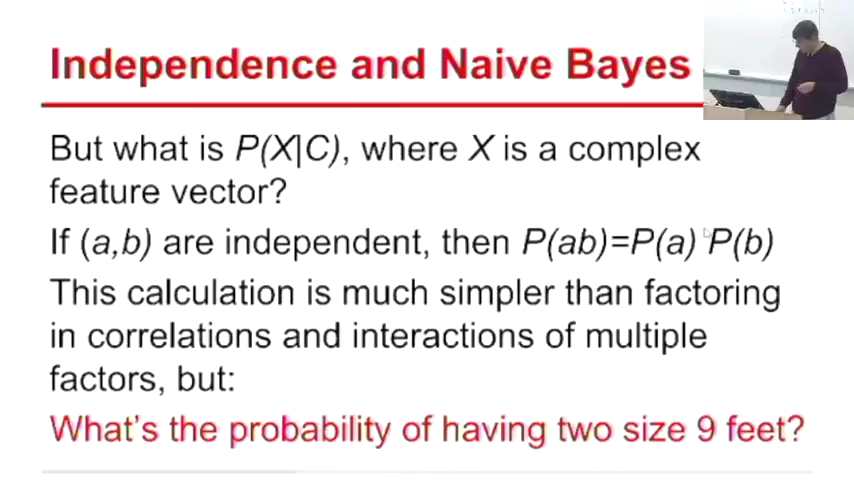 Independence and Naive Bayes
But what is P(X|C), where X is a complex
feature vector?
If (a,b) are independent, then P(ab)=P(a) P(b)
This calculation is much simpler than factoring
in correlations and interactions of multiple
factors, but:
What's the probability of having two size 9 feet?